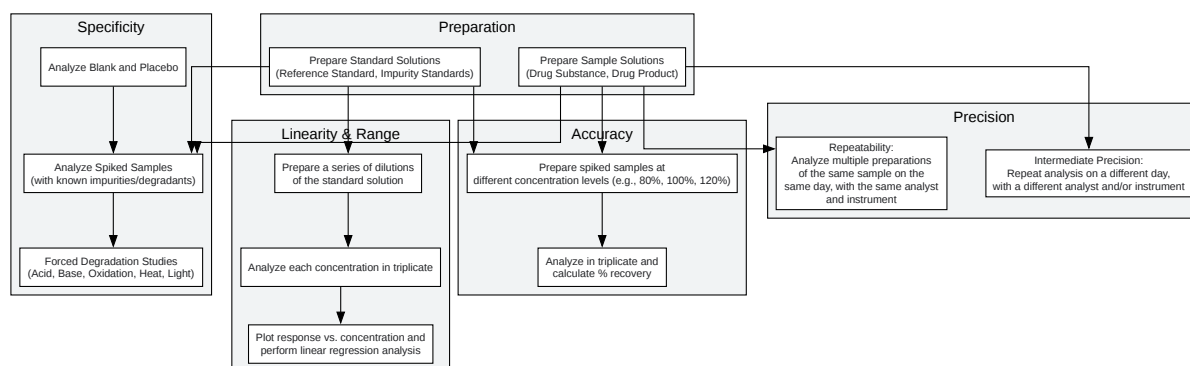 Specificity
Analyze Blank and Placebo
Analyze Spiked Samples
(with known impurities/degradants)
Forced Degradation Studies
(Acid, Base, Oxidation, Heat, Light)
Preparation
Prepare Standard Solutions
(Reference Standard, Impurity Standards)
Prepare Sample Solutions
(Drug Substance, Drug Product)
Linearity & Range
Prepare a series of dilutions
of the standard solution
Analyze each concentration in triplicate
Plot response vs. concentration and
perform linear regression analysis
Accuracy
Prepare spiked samples at
different concentration levels (e.g., 80%, 100%, 120%)
Analyze in triplicate and
calculate % recovery
Precision
Repeatability:
Analyze multiple preparations
of the same sample on the
same day, with the same analyst
and instrument
Intermediate Precision:
Repeat analysis on a different day,
with a different analyst and/or instrument